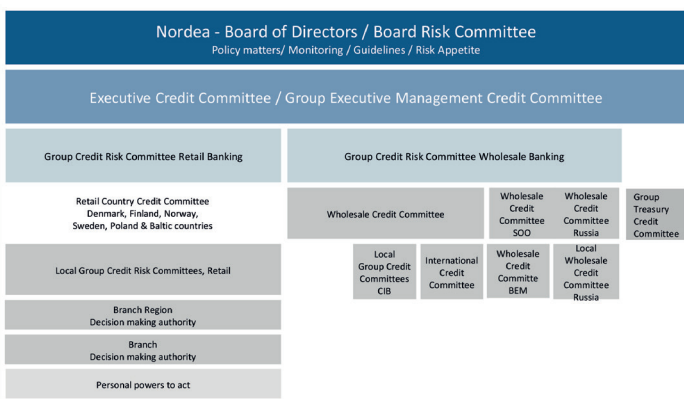 Nordea - Board of Directors / Board Risk Committee
Policy matters/ Monitoring / Guidelines / Risk Appetite
Executive Credit Committee / Group Executive Management Credit Committee
Group Credit Risk Committee Retail Banking
Group Credit Risk Committee Wholesale Banking
Retail Country Credit Committee
Denmark, Finland, Norway,
Sweden, Poland & Baltic countries
Wholesale Credit Committee
Wholesale
Credit
Committee
SOO
Wholesale
Credit
Committee
Russia
Group
Treasury
Credit
Committee
Local Group Credit Risk Committees, Retail
Local
Group Credit
Committees
CIB
International
Credit
Committee
Wholesale
Credit
Committe
BEM
Local
Wholesale
Credit
Committee
Russia
Branch Region
Decision making authority
Branch
Decision making authority
Personal powers to act